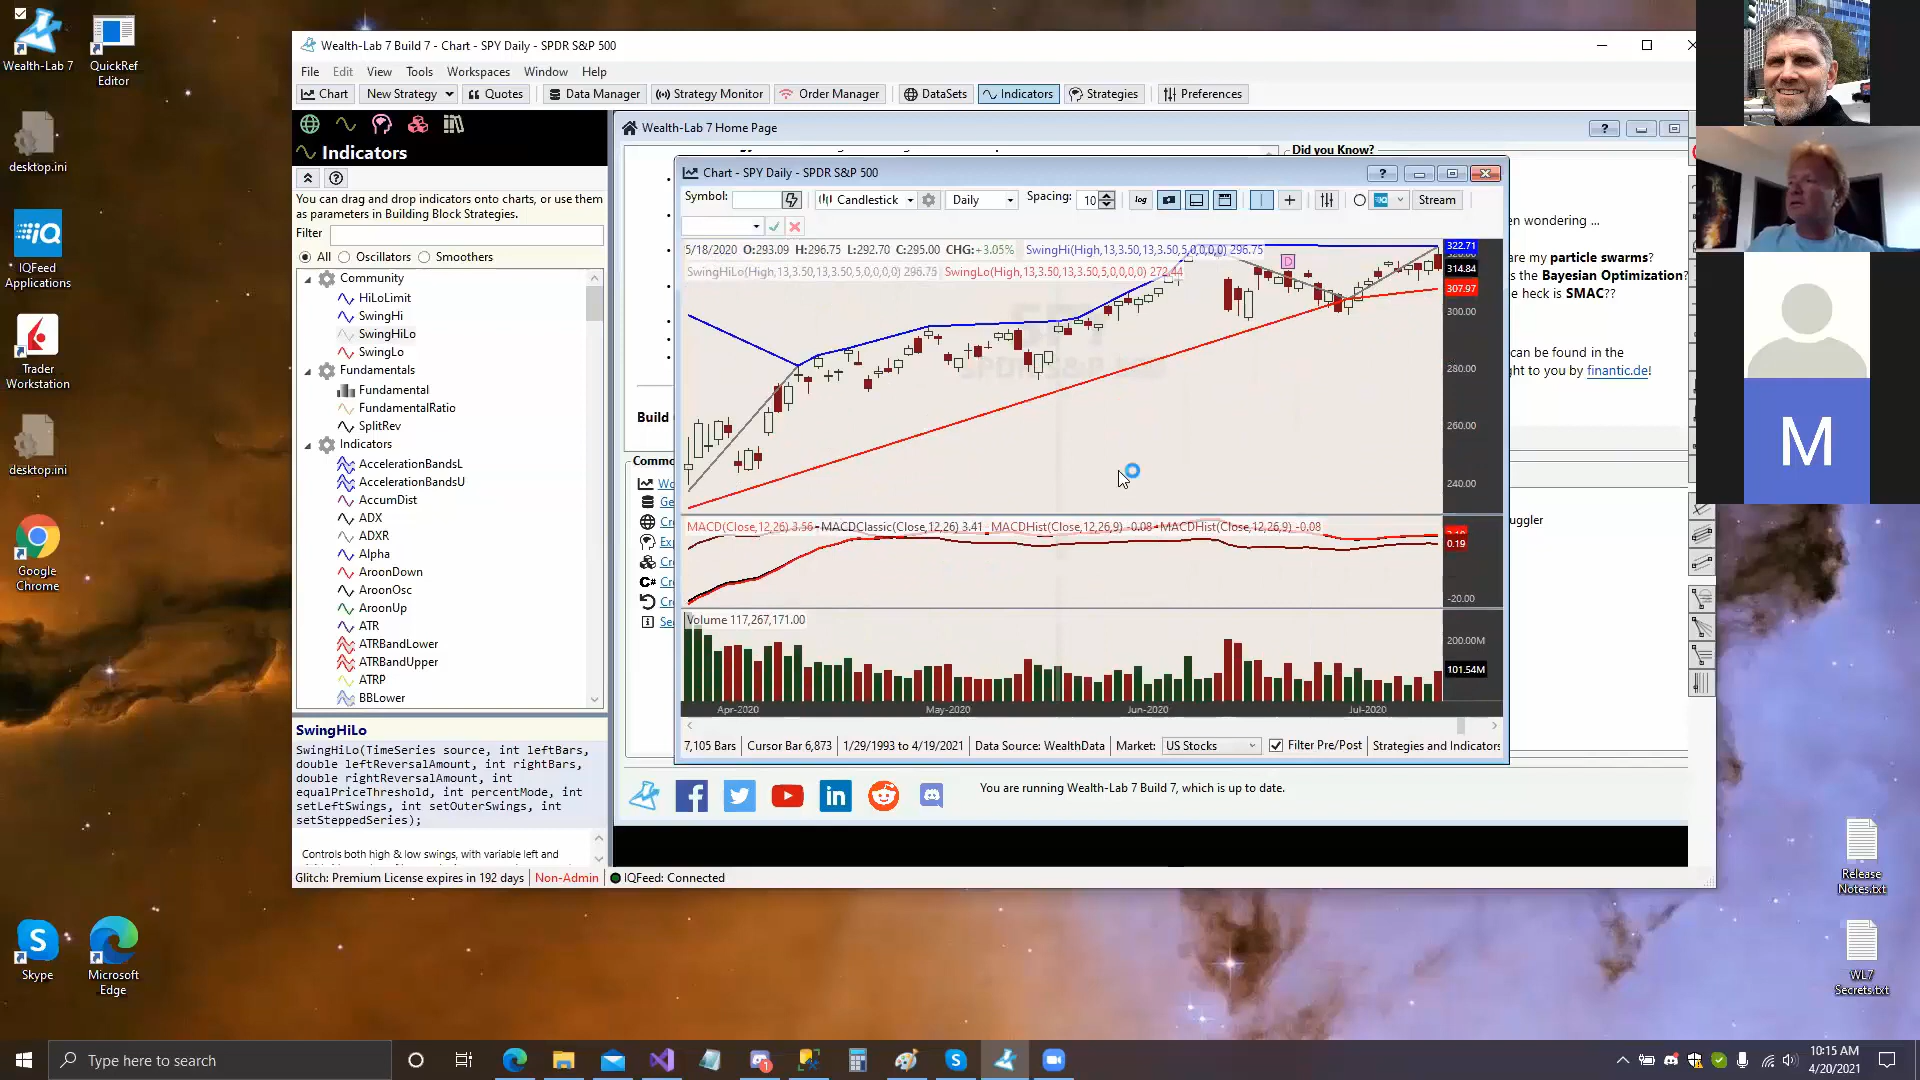 Wealth-Lab 7
QuickRef
Editor
desktop.ini
IQFeed
Applications
Trader
Workstation
desktop.ini
Google
Chrome
Skype
Microsoft
Edge
Wealth-Lab 7 Build 7 - Chart - SPY Daily - SPDR S&P 500
File Edit View Tools Workspaces Window Help
Chart New Strategy Quotes Data Manager Strategy Monitor Order Manager DataSets Indicators Strategies Preferences
Indicators
You can drag and drop indicators onto charts, or use them
as parameters in Building Block Strategies.
Filter
All Oscillators Smoothers
Community
HiLoLimit
SwingHi
SwingHiLo
SwingLo
Fundamentals
Fundamental
FundamentalRatio
SplitRev
Indicators
AccelerationBandsL
AccelerationBandsU
AccumDist
ADX
ADXR
Alpha
AroonDown
AroonOsc
AroonUp
ATR
ATRBandLower
ATRBandUpper
ATRP
BBLower
SwingHiLo
SwingHiLo(TimeSeries source, int leftBars,
double leftReversalAmount, int rightBars,
double rightReversalAmount, int
equalPriceThreshold, int percentMode, int
setLeftSwings, int setOuterSwings, int
setSteppedSeries);
Controls both high & low swings, with variable left and
Glitch: Premium License expires in 192 days Non-Admin IQFeed: Connected
Wealth-Lab 7 Home Page
Did you Know?
en wondering ...
are my particle swarms?
s the Bayesian Optimization?
e heck is SMAC??
can be found in the
ght to you by finantic.de!
Build
Commo
Wo
Ge
Cr
Exp
Cr
C# Cr
Cr
Se
uggler
Chart - SPY Daily - SPDR S&P 500
Symbol: Candlestick Daily Spacing: 10 log Stream
5/18/2020 O:293.09 H:296.75 L:292.70 C:295.00 CHG:+3.05% SwingHi(High,13,3.50,13,3.50,5,0,0,0,0) 296.75
SwingHiLo(High,13,3.50,13,3.50,5,0,0,0,0) 296.75 SwingLo(High,13,3.50,13,3.50,5,0,0,0,0) 272.44
SPY
SPDR S&P 500
D
322.71
314.84
307.97
300.00
280.00
260.00
240.00
MACD(Close,12,26) 3.56 MACDClassic(Close,12,26) 3.41 MACDHist(Close,12,26,9) -0.08 MACDHist(Close,12,26,9) -0.08
0.19
-20.00
Volume 117,267,171.00
200.00M
101.54M
Apr-2020 May-2020 Jun-2020 Jul-2020
7,105 Bars Cursor Bar 6,873 1/29/1993 to 4/19/2021 Data Source: WealthData Market: US Stocks Filter Pre/Post Strategies and Indicators
You are running Wealth-Lab 7 Build 7, which is up to date.
M
Release
Notes.txt
WL7
Secrets.txt
Type here to search
10:15 AM
4/20/2021